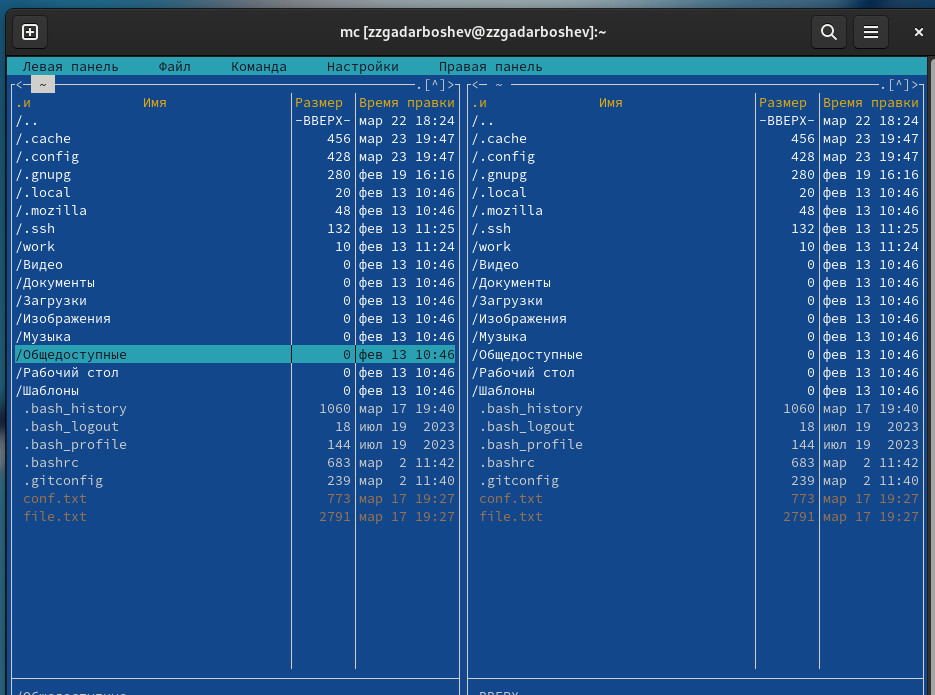 mc [zzgadarboshev@zzgadarboshev]:~
Левая панель Файл Команда Настройки Правая панель
<─ ~ ─.[^]>┐ <─ ~ ─.[^]>┐
.и Имя Размер Время правки .и Имя Размер Время правки
/.. -ВВЕРХ- мар 22 18:24 /.. -ВВЕРХ- мар 22 18:24
/.cache 456 мар 23 19:47 /.cache 456 мар 23 19:47
/.config 428 мар 23 19:47 /.config 428 мар 23 19:47
/.gnupg 280 фев 19 16:16 /.gnupg 280 фев 19 16:16
/.local 20 фев 13 10:46 /.local 20 фев 13 10:46
/.mozilla 48 фев 13 10:46 /.mozilla 48 фев 13 10:46
/.ssh 132 фев 13 11:25 /.ssh 132 фев 13 11:25
/work 10 фев 13 11:24 /work 10 фев 13 11:24
/Видео 0 фев 13 10:46 /Видео 0 фев 13 10:46
/Документы 0 фев 13 10:46 /Документы 0 фев 13 10:46
/Загрузки 0 фев 13 10:46 /Загрузки 0 фев 13 10:46
/Изображения 0 фев 13 10:46 /Изображения 0 фев 13 10:46
/Музыка 0 фев 13 10:46 /Музыка 0 фев 13 10:46
/Общедоступные 0 фев 13 10:46 /Общедоступные 0 фев 13 10:46
/Рабочий стол 0 фев 13 10:46 /Рабочий стол 0 фев 13 10:46
/Шаблоны 0 фев 13 10:46 /Шаблоны 0 фев 13 10:46
.bash_history 1060 мар 17 19:40 .bash_history 1060 мар 17 19:40
.bash_logout 18 июл 19 2023 .bash_logout 18 июл 19 2023
.bash_profile 144 июл 19 2023 .bash_profile 144 июл 19 2023
.bashrc 683 мар 2 11:42 .bashrc 683 мар 2 11:42
.gitconfig 239 мар 2 11:40 .gitconfig 239 мар 2 11:40
conf.txt 773 мар 17 19:27 conf.txt 773 мар 17 19:27
file.txt 2791 мар 17 19:27 file.txt 2791 мар 17 19:27